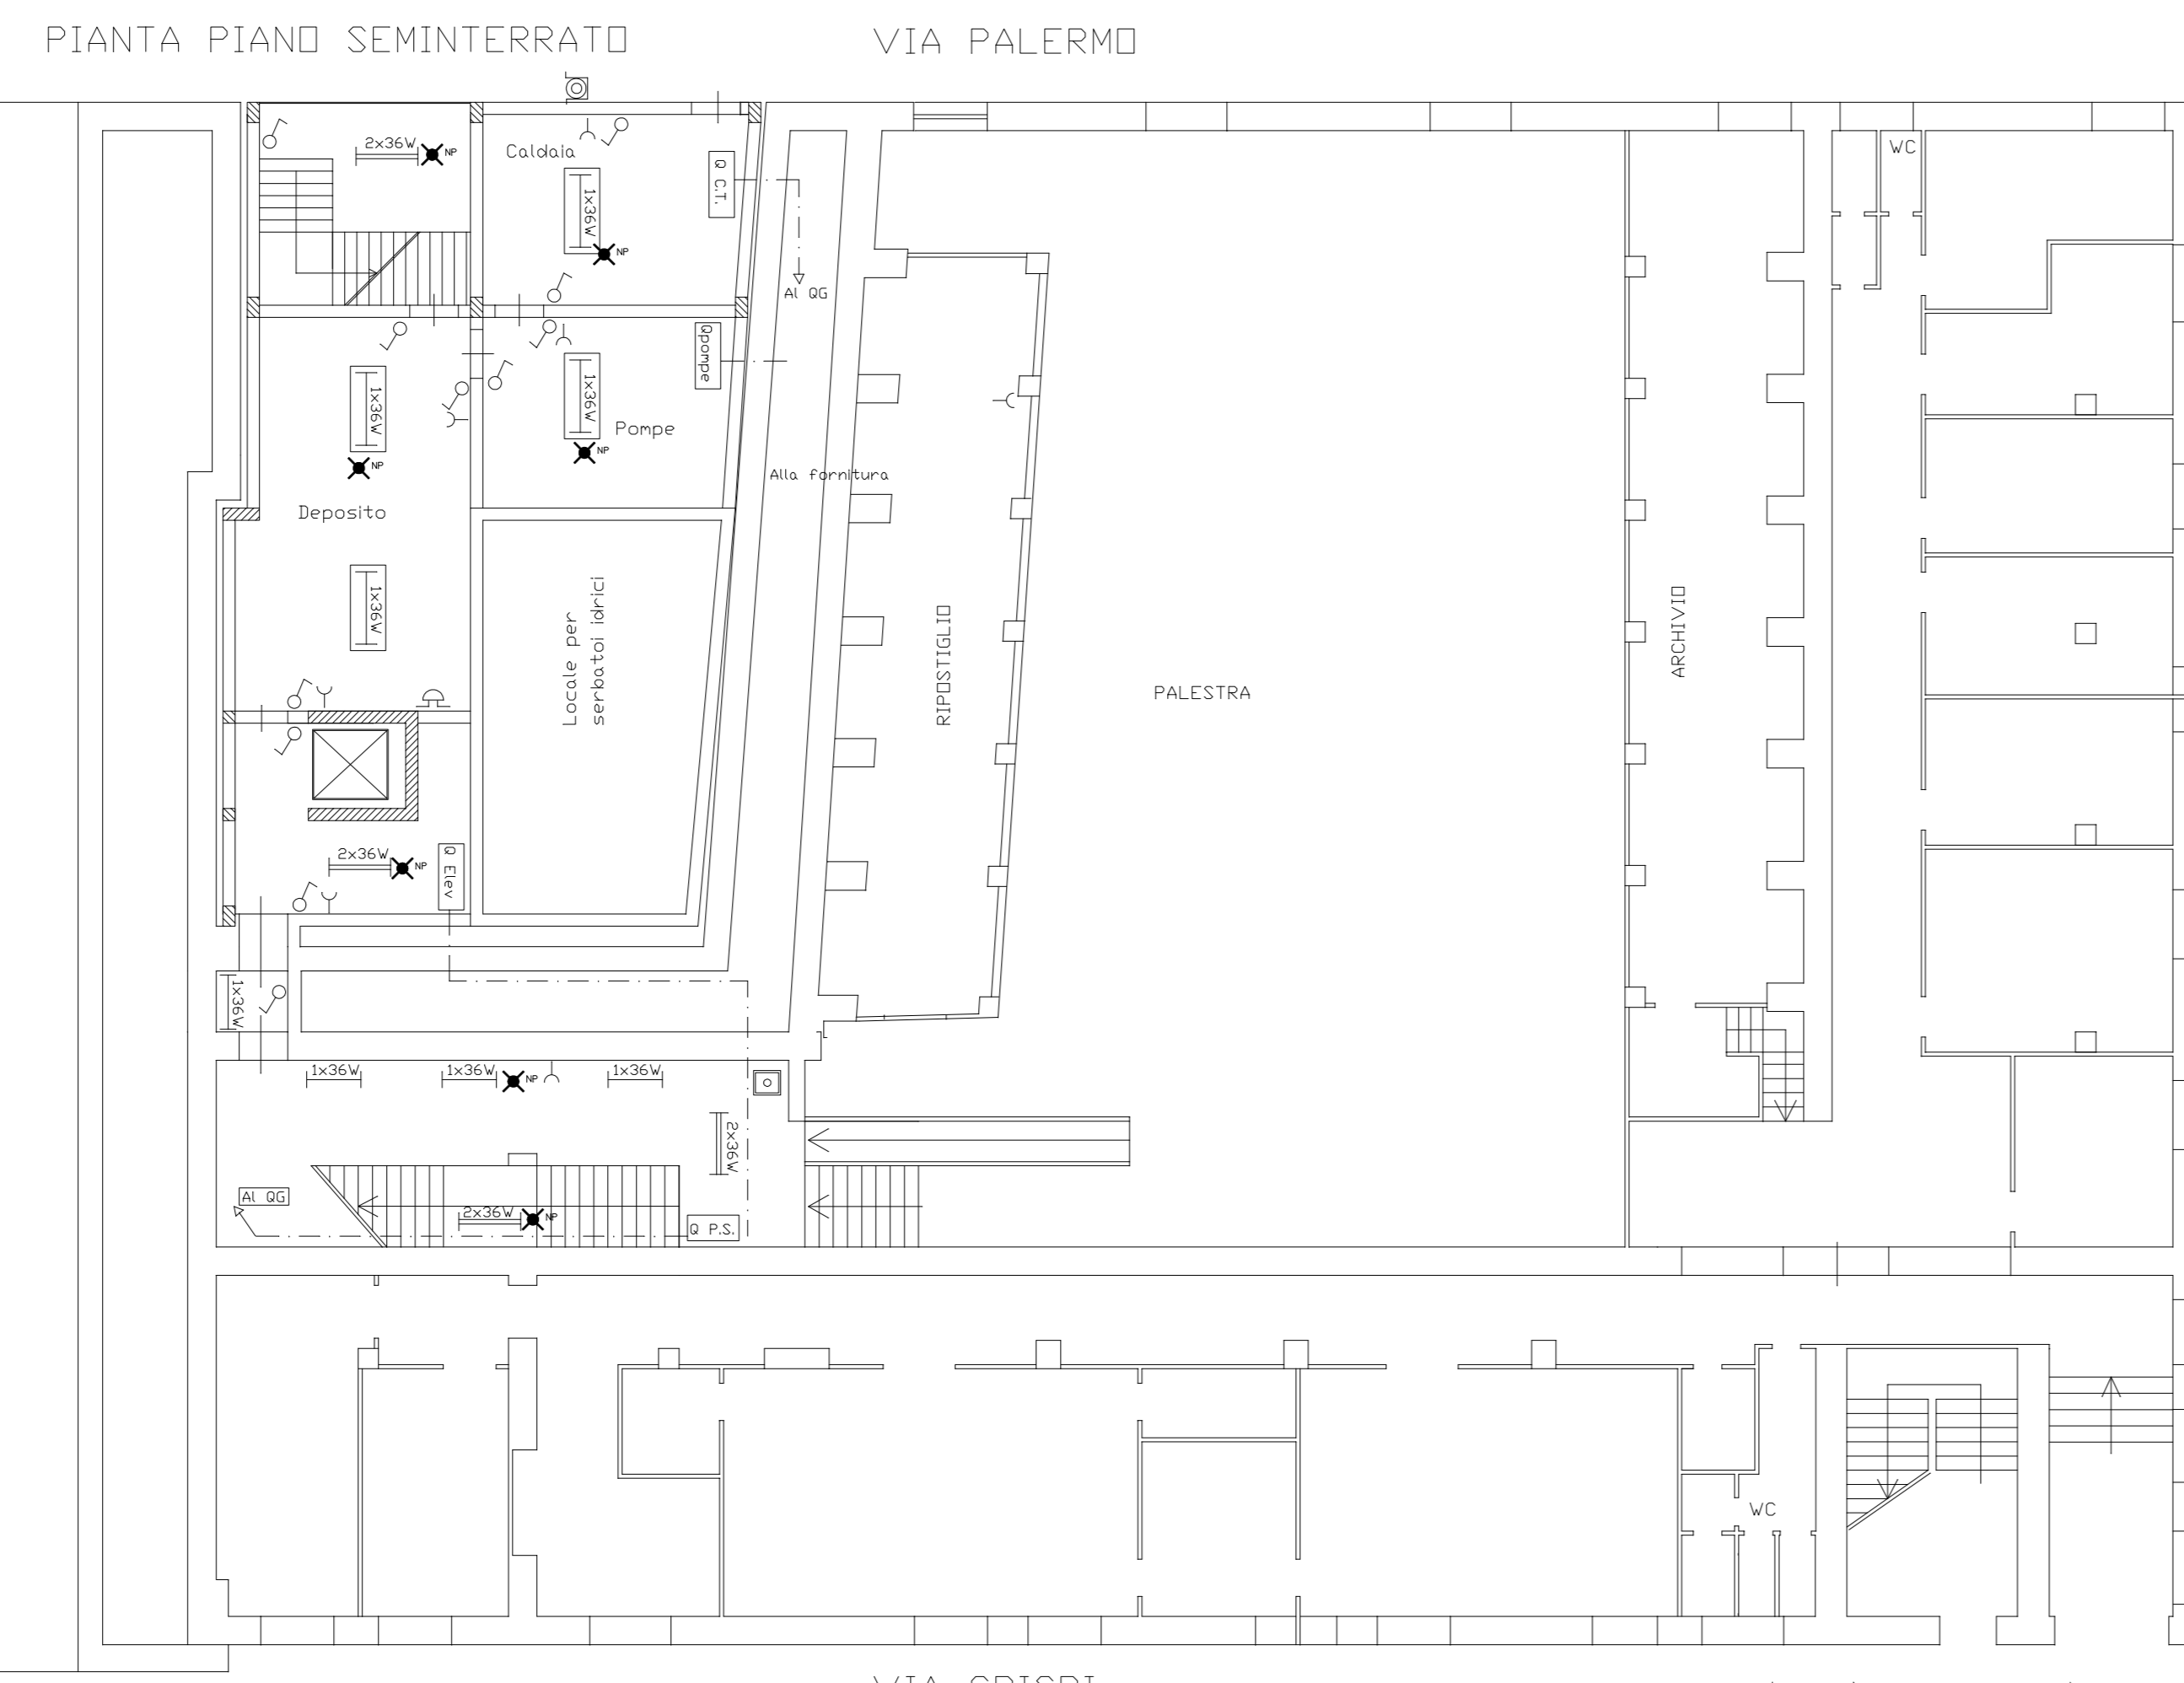 PIANTA PIANO SEMINTERRATO
VIA PALERMO
2x36W
NP
Caldaia
1x36W
NP
Q C.T.
Al QG
WC
1x36W
NP
Deposito
1x36W
1x36W
NP
Pompe
Qpompe
Alla fornitura
Locale per
serbatoi idrici
RIPOSTIGLIO
PALESTRA
ARCHIVIO
2x36W
NP
Q Elev
1x36W
1x36W
1x36W
NP
1x36W
2x36W
Al QG
2x36W
NP
Q P.S.
WC
VIA CRISPI